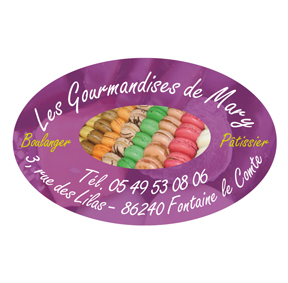 Les Gourmandises de Mary
Boulanger
Pâtissier
Tél. 05 49 53 08 06
3, rue des Lilas - 86240 Fontaine le Comte